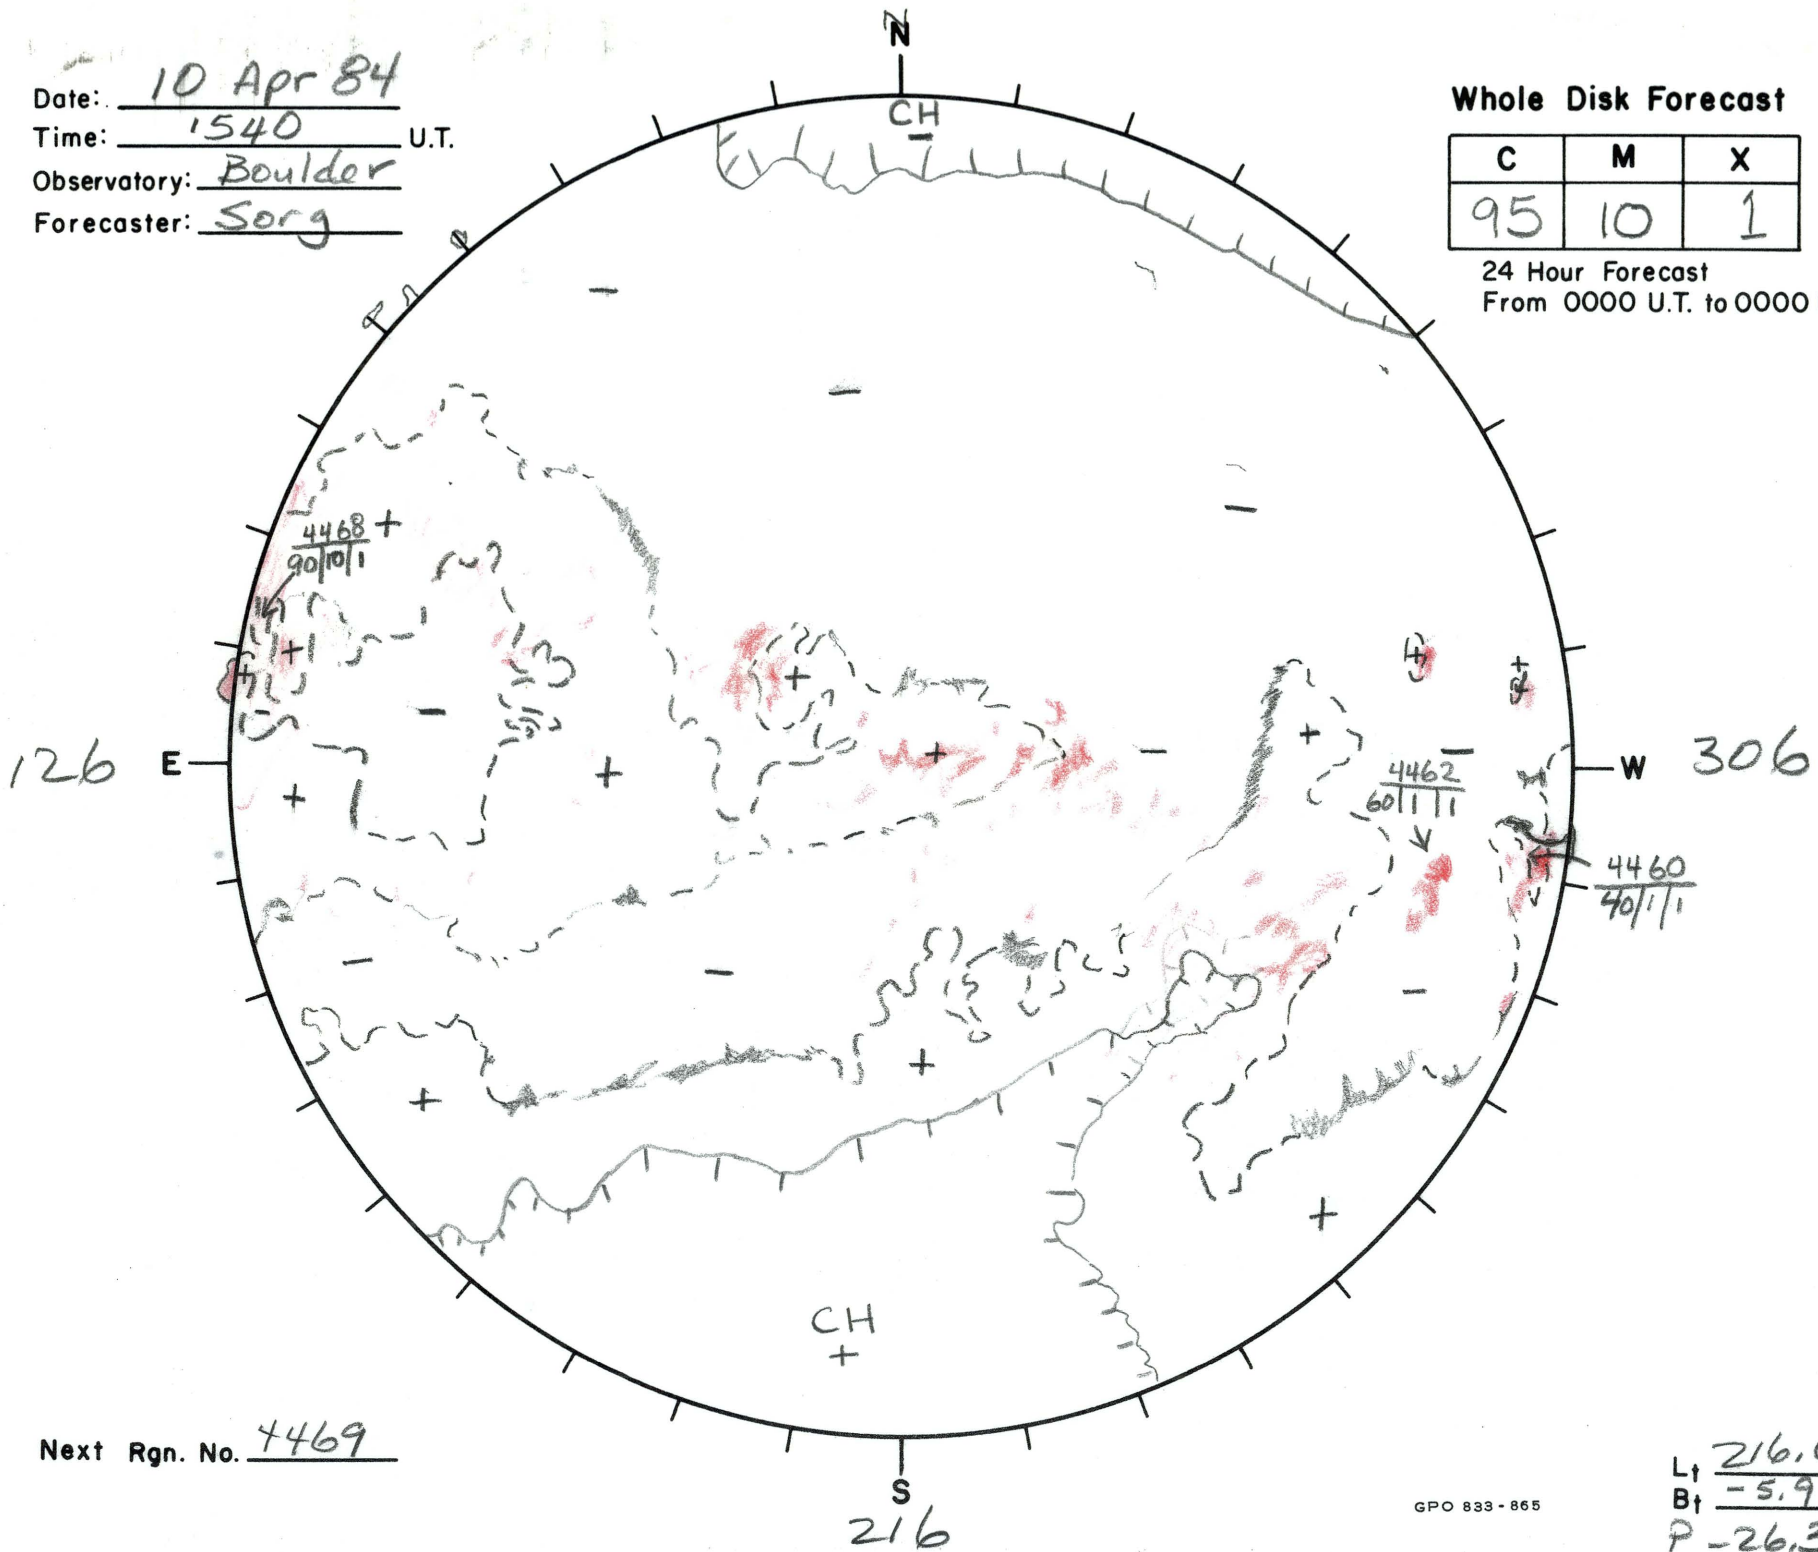 N
Date: 10 Apr 84
Time: 1540 U.T.
Observatory: Boulder
Forecaster: Sorg
Whole Disk Forecast
C M X
95 10 1
24 Hour Forecast
From 0000 U.T. to 0000
CH
-
-
-
-
4468 +
90/10/1
+
+
+
+
+
-
+
+
-
+
-
126 E
+
+
4462
60/1/1
W 306
4460
40/1/1
-
-
-
+
+
+
CH
+
Next Rgn. No. 4469
S
216
GPO 833-865
Lt 216.
Bt -5.9
P -26.3